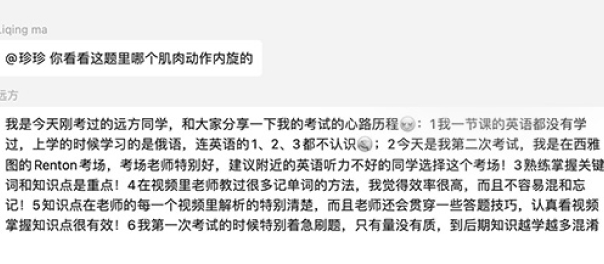 Liqing ma
@珍珍 你看看这题里哪个肌肉动作内旋的
远方
我是今天刚考过的远方同学，和大家分享一下我的考试的心路历程：1我一节课的英语都没有学
过，上学的时候学习的是俄语，连英语的1、2、3都不认识；2今天是我第二次考试，我是在西雅
图的Renton考场，考场老师特别好，建议附近的英语听力不好的同学选择这个考场！3熟练掌握关键
词和知识点是重点！4在视频里老师教过很多记单词的方法，我觉得效率很高，而且不容易混和忘
记！5知识点在老师的每一个视频里解析的特别清楚，而且老师还会贯穿一些答题技巧，认真看视频
掌握知识点很有效！6我第一次考试的时候特别着急刷题，只有量没有质，到后期知识越学越多混淆